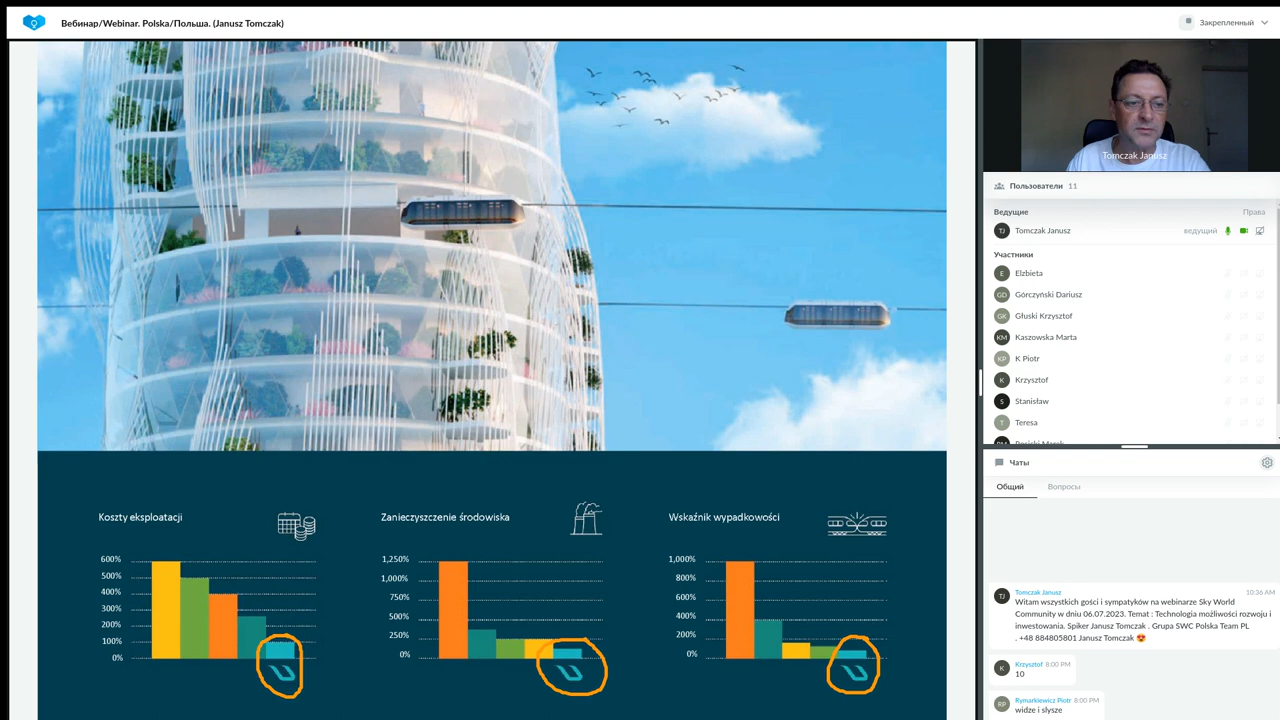 Вебинар/Webinar. Polska/Польша. (Janusz Tomczak)
Закрепленный
Tomczak Janusz
Пользователи 11
Ведущие Права
TJ Tomczak Janusz ведущий
Участники
E Elzbieta
GD Górczyński Dariusz
GK Głuski Krzysztof
KM Kaszowska Marta
KP K Piotr
K Krzysztof
S Stanisław
T Teresa
Чаты
Общий Вопросы
TJ Tomczak Janusz 10:36 AM
Witam wszystkich gości i sympatyków na webinarze Sky World
Community w dniu 06.07.2023. Temat : Technologia możliwości rozwoju i
inwestowania. Spiker Janusz Tomczak . Grupa SWC Polska Team PL
. +48 884805801 Janusz Tomczak 😍
K Krzysztof 8:00 PM
10
RP Rymarkiewicz Piotr 8:00 PM
widze i slysze
Koszty eksploatacji
600%
500%
400%
300%
200%
100%
0%
Zanieczyszczenie środowiska
1,250%
1,000%
750%
500%
250%
0%
Wskaźnik wypadkowości
1,000%
800%
600%
400%
200%
0%